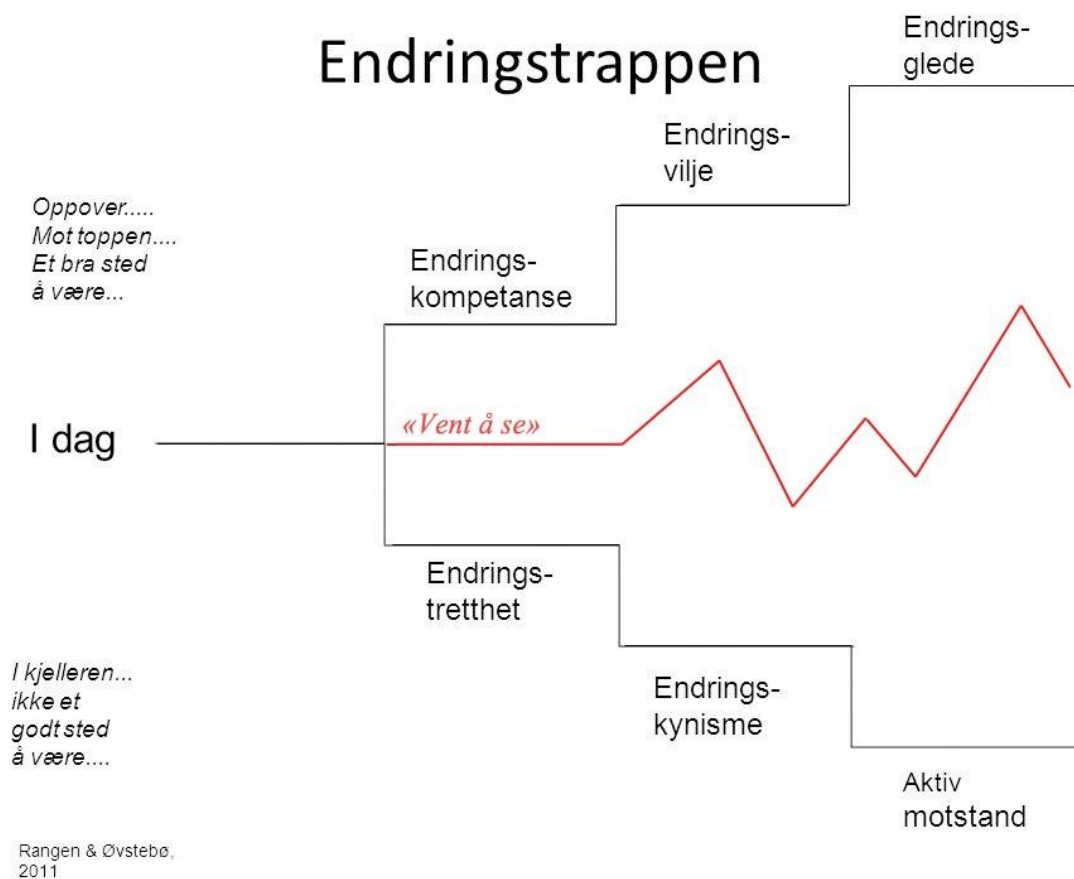 Endringstrappen
Endrings-
glede
Endrings-
vilje
Oppover.....
Mot toppen....
Et bra sted
å være...
Endrings-
kompetanse
«Vent å se»
I dag
Endrings-
tretthet
I kjelleren...
ikke et
godt sted
å være....
Endrings-
kynisme
Aktiv
motstand
Rangen & Øvstebø,
2011